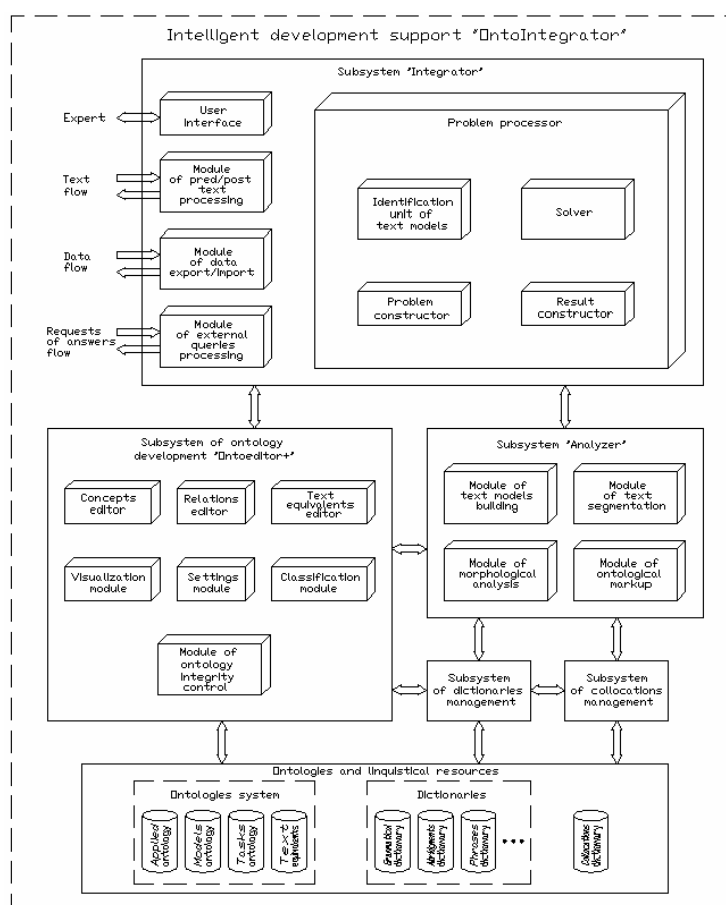 Intelligent development support "OntoIntegrator"
Subsystem "Integrator"
Expert
User
Interface
Problem processor
Text
flow
Module
of pred/post
text
processing
Identification
unit of
text models
Solver
Data
flow
Module
of data
export/import
Problem
constructor
Result
constructor
Requests
of answers
flow
Module
of external
queries
processing
Subsystem of ontology
development "Ontoeditor+"
Subsystem "Analyzer"
Concepts
editor
Relations
editor
Text
equivalents
editor
Module of
text models
building
Module
of text
segmentation
Visualization
module
Settings
module
Classification
module
Module of
morphological
analysis
Module of
ontological
markup
Module of
ontology
Integrity
control
Subsystem
of dictionaries
management
Subsystem
of collocations
management
Ontologies and linguistical resources
Ontologies system
Dictionaries
Applied
ontology
Models
ontology
Tasks
ontology
Text
equivalents
Grammatical
dictionary
Abridgments
dictionary
Phrases
dictionary
•••
Collocations
dictionary